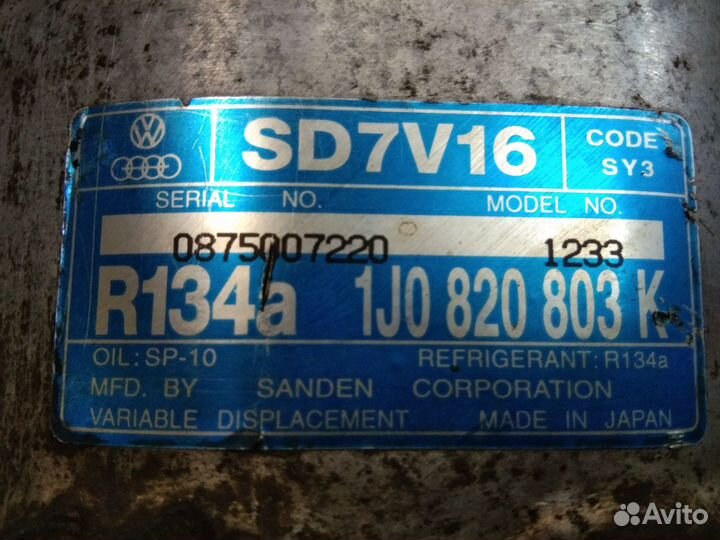 SD7V16
CODE
SY3
SERIAL NO. MODEL NO.
0875007220 1233
R134a 1J0 820 803 K
OIL: SP-10 REFRIGERANT: R134a
MFD. BY SANDEN CORPORATION
VARIABLE DISPLACEMENT MADE IN JAPAN
Avito